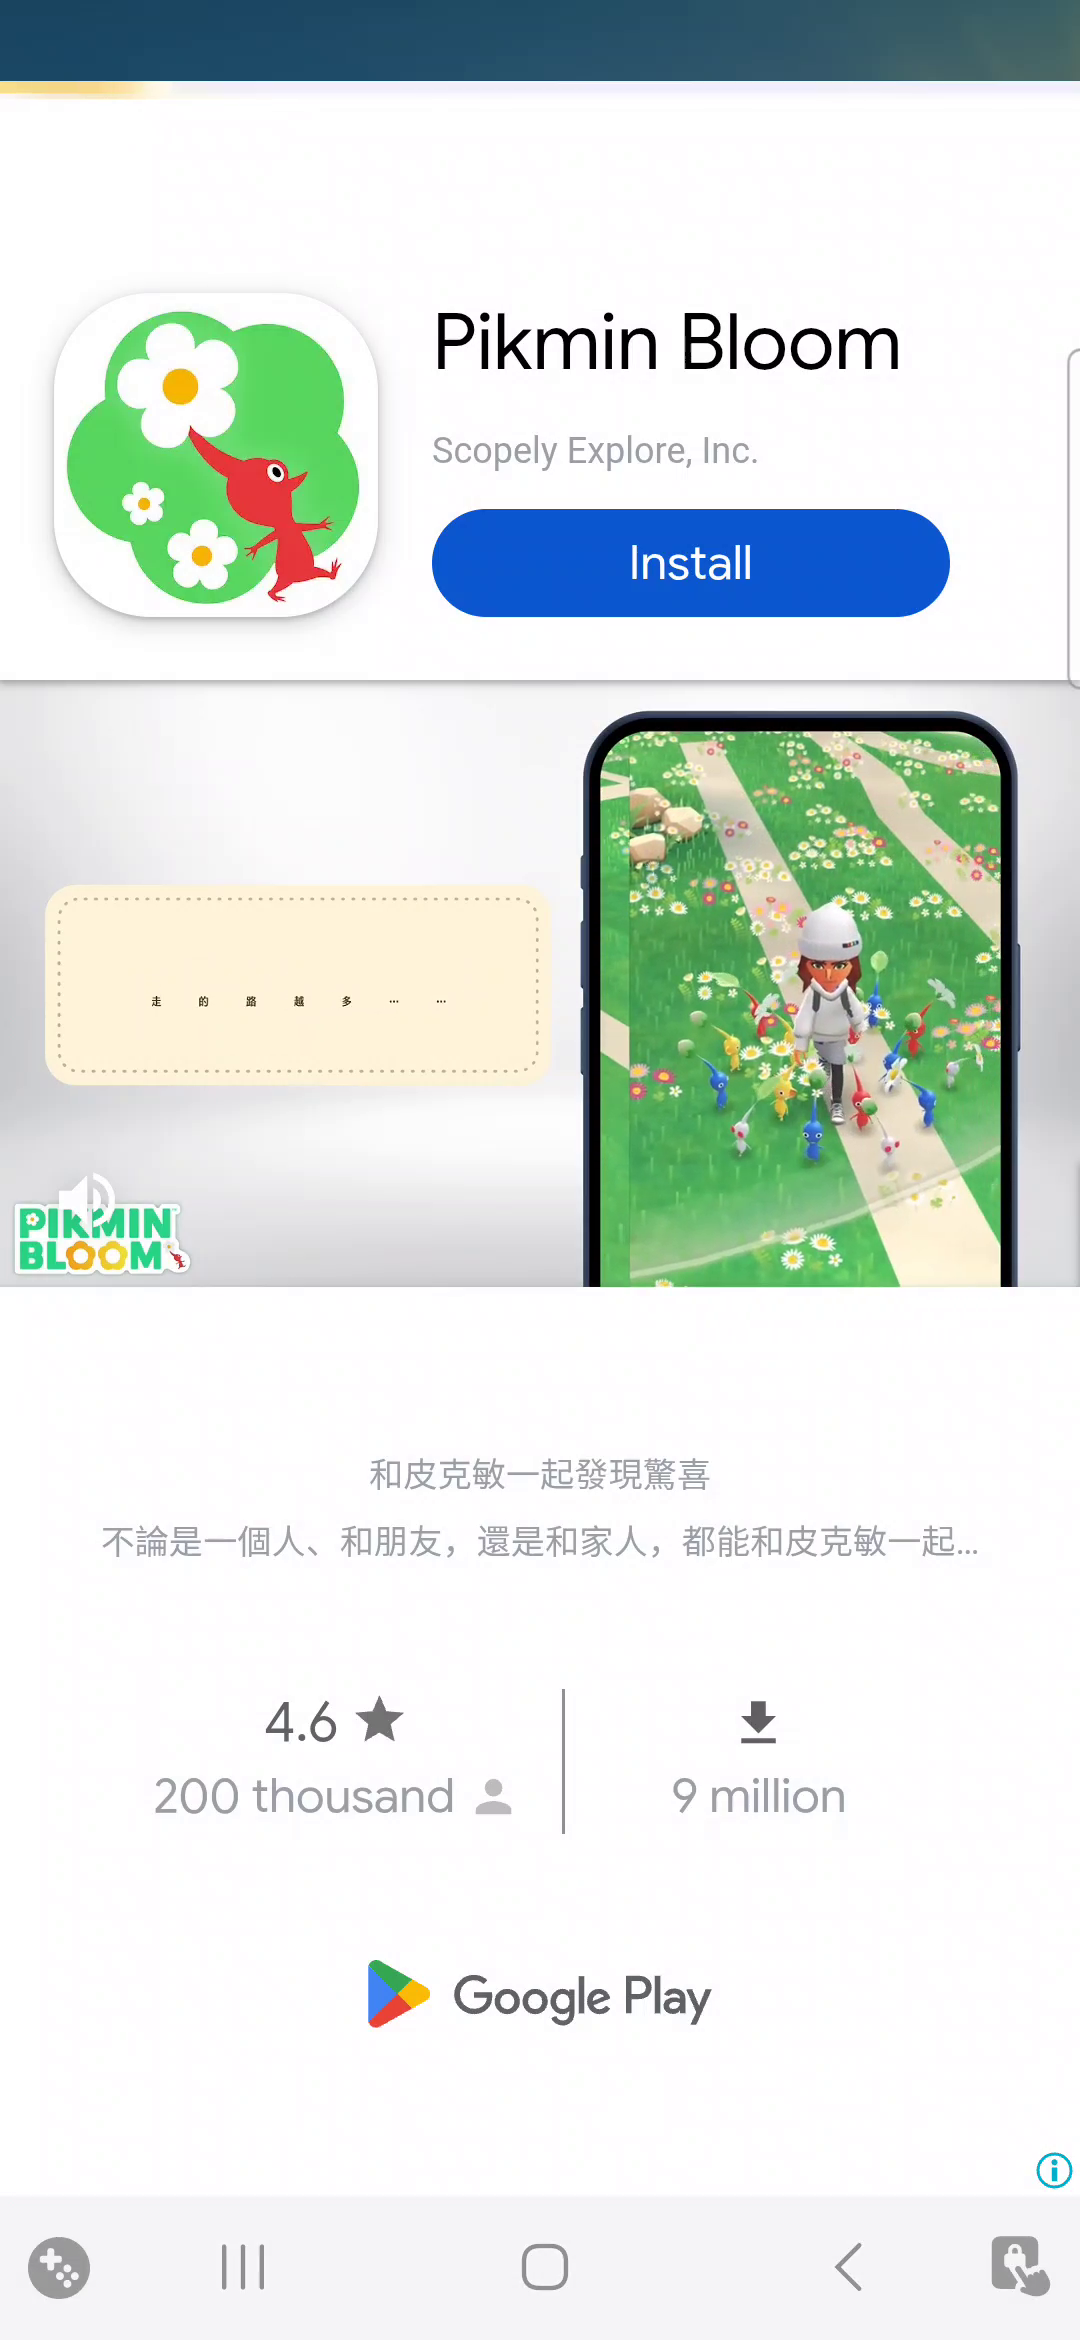 Pikmin Bloom
Scopely Explore, Inc.
Install
走的路越多……
PIKMIN
BLOOM
和皮克敏一起發現驚喜
不論是一個人、和朋友，還是和家人，都能和皮克敏一起...
4.6
200 thousand
9 million
Google Play